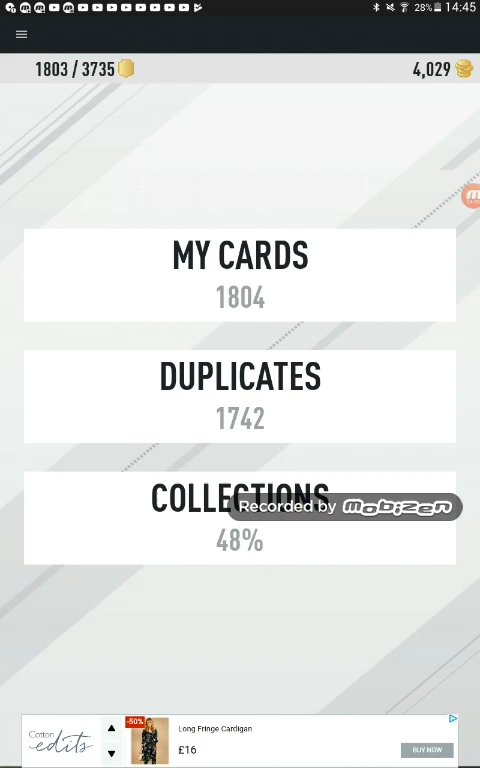 28% 14:45
1803 / 3735
4,029
MY CARDS
1804
DUPLICATES
1742
COLLECTIONS
Recorded by mobizen
48%
Cotton
edits
-50%
Long Fringe Cardigan
£16
BUY NOW